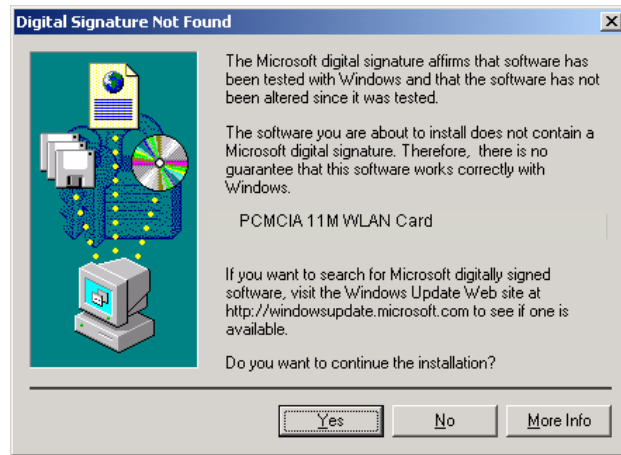 Digital Signature Not Found
The Microsoft digital signature affirms that software has
been tested with Windows and that the software has not
been altered since it was tested.
The software you are about to install does not contain a
Microsoft digital signature. Therefore, there is no
guarantee that this software works correctly with
Windows.
PCMCIA 11M WLAN Card
If you want to search for Microsoft digitally signed
software, visit the Windows Update Web site at
http://windowsupdate.microsoft.com to see if one is
available.
Do you want to continue the installation?
Yes No More Info